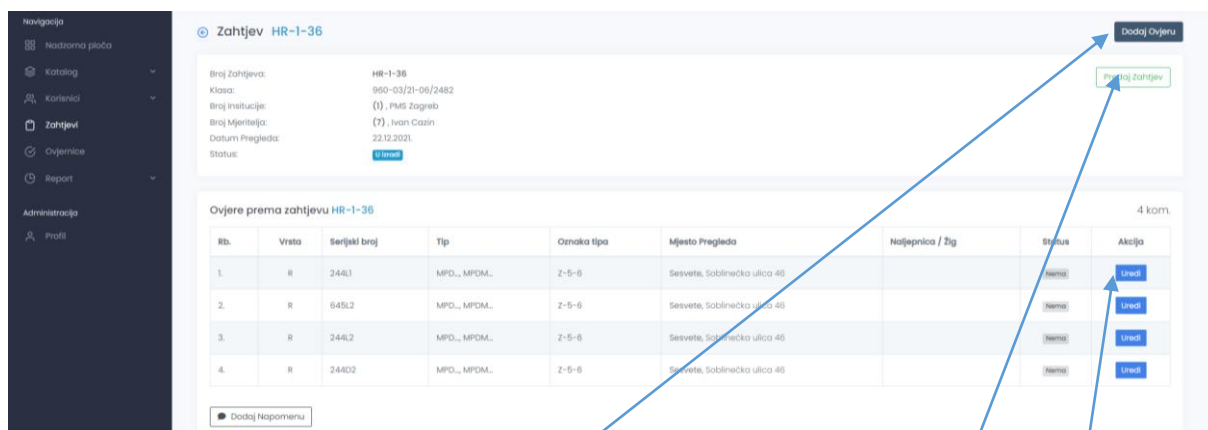 Navigacija
Nadzorna ploča
Katalog
Korisnici
Zahtjevi
Ovjernice
Report
Administracija
Profil
Zahtjev HR-1-36
Dodaj Ovjeru
Broj Zahtjeva: HR-1-36
Predaj Zahtjev
Klasa: 960-03/21-06/2482
Broj Insitucije: (1) , PMS Zagreb
Broj Mjeritelja: (7) , Ivan Cazin
Datum Pregleda: 22.12.2021.
Status: U Izradi
Ovjere prema zahtjevu HR-1-36 4 kom.
Rb. Vrsta Serijski broj Tip Oznaka tipa Mjesto Pregleda Naljepnica / Žig Status Akcija
1. R 244L1 MPD..., MPDM... Z-5-6 Sesvete, Soblinečka ulica 46 Nema Uredi
2. R 645L2 MPD..., MPDM... Z-5-6 Sesvete, Soblinečka ulica 46 Nema Uredi
3. R 244L2 MPD..., MPDM... Z-5-6 Sesvete, Soblinečka ulica 46 Nema Uredi
4. R 244D2 MPD..., MPDM... Z-5-6 Sesvete, Soblinečka ulica 46 Nema Uredi
Dodaj Napomenu